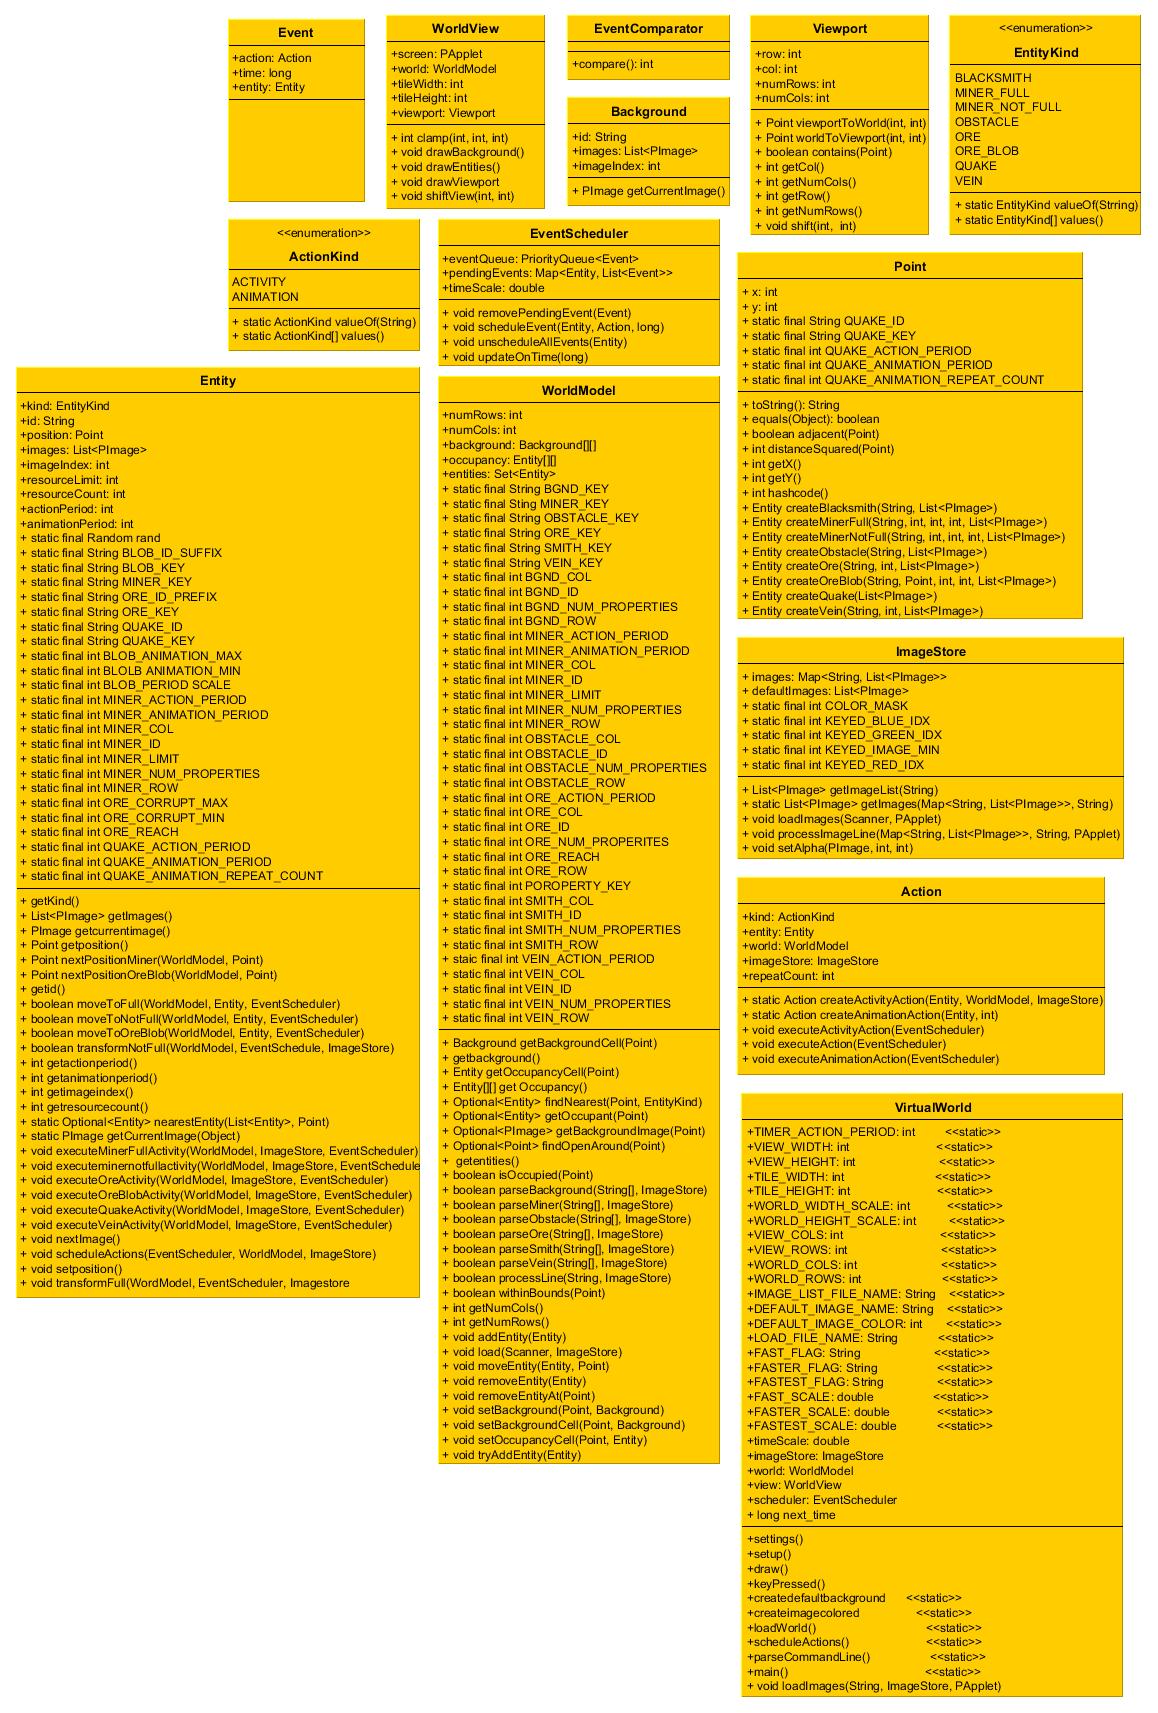 Event
+action: Action
+time: long
+entity: Entity
WorldView
+screen: PApplet
+world: WorldModel
+tileWidth: int
+tileHeight: int
+viewport: Viewport
+ int clamp(int, int, int)
+ void drawBackground()
+ void drawEntities()
+ void drawViewport
+ void shiftView(int, int)
EventComparator
+compare(): int
Background
+id: String
+images: List<PImage>
+imageIndex: int
+ PImage getCurrentImage()
Viewport
+row: int
+col: int
+numRows: int
+numCols: int
+ Point viewportToWorld(int, int)
+ Point worldToViewport(int, int)
+ boolean contains(Point)
+ int getCol()
+ int getNumCols()
+ int getRow()
+ int getNumRows()
+ void shift(int,  int)
<<enumeration>>
EntityKind
BLACKSMITH
MINER_FULL
MINER_NOT_FULL
OBSTACLE
ORE
ORE_BLOB
QUAKE
VEIN
+ static EntityKind valueOf(Strring)
+ static EntityKind[] values()
<<enumeration>>
ActionKind
ACTIVITY
ANIMATION
+ static ActionKind valueOf(String)
+ static ActionKind[] values()
EventScheduler
+eventQueue: PriorityQueue<Event>
+pendingEvents: Map<Entity, List<Event>>
+timeScale: double
+ void removePendingEvent(Event)
+ void scheduleEvent(Entity, Action, long)
+ void unscheduleAllEvents(Entity)
+ void updateOnTime(long)
Point
+ x: int
+ y: int
+ static final String QUAKE_ID
+ static final String QUAKE_KEY
+ static final int QUAKE_ACTION_PERIOD
+ static final int QUAKE_ANIMATION_PERIOD
+ static final int QUAKE_ANIMATION_REPEAT_COUNT
+ toString(): String
+ equals(Object): boolean
+ boolean adjacent(Point)
+ int distanceSquared(Point)
+ int getX()
+ int getY()
+ int hashcode()
+ Entity createBlacksmith(String, List<PImage>)
+ Entity createMinerFull(String, int, int, int, List<PImage>)
+ Entity createMinerNotFull(String, int, int, int, List<PImage>)
+ Entity createObstacle(String, List<PImage>)
+ Entity createOre(String, int, List<PImage>)
+ Entity createOreBlob(String, Point, int, int, List<PImage>)
+ Entity createQuake(List<PImage>)
+ Entity createVein(String, int, List<PImage>)
Entity
+kind: EntityKind
+id: String
+position: Point
+images: List<PImage>
+imageIndex: int
+resourceLimit: int
+resourceCount: int
+actionPeriod: int
+animationPeriod: int
+ static final Random rand
+ static final String BLOB_ID_SUFFIX
+ static final String BLOB_KEY
+ static final String MINER_KEY
+ static final String ORE_ID_PREFIX
+ static final String ORE_KEY
+ static final String QUAKE_ID
+ static final String QUAKE_KEY
+ static final int BLOB_ANIMATION_MAX
+ static final int BLOLB ANIMATION_MIN
+ static final int BLOB_PERIOD SCALE
+ static final int MINER_ACTION_PERIOD
+ static final int MINER_ANIMATION_PERIOD
+ static final int MINER_COL
+ static final int MINER_ID
+ static final int MINER_LIMIT
+ static final int MINER_NUM_PROPERTIES
+ static final int MINER_ROW
+ static final int ORE_CORRUPT_MAX
+ static final int ORE_CORRUPT_MIN
+ static final int ORE_REACH
+ static final int QUAKE_ACTION_PERIOD
+ static final int QUAKE_ANIMATION_PERIOD
+ static final int QUAKE_ANIMATION_REPEAT_COUNT
+ getKind()
+ List<PImage> getImages()
+ PImage getcurrentimage()
+ Point getposition()
+ Point nextPositionMiner(WorldModel, Point)
+ Point nextPositionOreBlob(WorldModel, Point)
+ getid()
+ boolean moveToFull(WorldModel, Entity, EventScheduler)
+ boolean moveToNotFull(WorldModel, Entity, EventScheduler)
+ boolean moveToOreBlob(WorldModel, Entity, EventScheduler)
+ boolean transformNotFull(WorldModel, EventSchedule, ImageStore)
+ int getactionperiod()
+ int getanimationperiod()
+ int getimageindex()
+ int getresourcecount()
+ static Optional<Entity> nearestEntity(List<Entity>, Point)
+ static PImage getCurrentImage(Object)
+ void executeMinerFullActivity(WorldModel, ImageStore, EventScheduler)
+ void executeminernotfullactivity(WorldModel, ImageStore, EventSchedule
+ void executeOreActivity(WorldModel, ImageStore, EventScheduler)
+ void executeOreBlobActivity(WorldModel, ImageStore, EventScheduler)
+ void executeQuakeActivity(WorldModel, ImageStore, EventScheduler)
+ void executeVeinActivity(WorldModel, ImageStore, EventScheduler)
+ void nextImage()
+ void scheduleActions(EventScheduler, WorldModel, ImageStore)
+ void setposition()
+ void transformFull(WordModel, EventScheduler, Imagestore
WorldModel
+numRows: int
+numCols: int
+background: Background[][]
+occupancy: Entity[][]
+entities: Set<Entity>
+ static final String BGND_KEY
+ static final Sting MINER_KEY
+ static final String OBSTACLE_KEY
+ static final String ORE_KEY
+ static final String SMITH_KEY
+ static final String VEIN_KEY
+ static final int BGND_COL
+ static final int BGND_ID
+ static final int BGND_NUM_PROPERTIES
+ static final int BGND_ROW
+ static final int MINER_ACTION_PERIOD
+ static final int MINER_ANIMATION_PERIOD
+ static final int MINER_COL
+ static final int MINER_ID
+ static final int MINER_LIMIT
+ static final int MINER_NUM_PROPERTIES
+ static final int MINER_ROW
+ static final int OBSTACLE_COL
+ static final int OBSTACLE_ID
+ static final int OBSTACLE_NUM_PROPERTIES
+ static final int OBSTACLE_ROW
+ static final int ORE_ACTION_PERIOD
+ static final int ORE_COL
+ static final int ORE_ID
+ static final int ORE_NUM_PROPERITES
+ static final int ORE_REACH
+ static final int ORE_ROW
+ static final int POROPERTY_KEY
+ static final int SMITH_COL
+ static final int SMITH_ID
+ static final int SMITH_NUM_PROPERTIES
+ static final int SMITH_ROW
+ staic final int VEIN_ACTION_PERIOD
+ static final int VEIN_COL
+ static final int VEIN_ID
+ static final int VEIN_NUM_PROPERTIES
+ static final int VEIN_ROW
+ Background getBackgroundCell(Point)
+ getbackground()
+ Entity getOccupancyCell(Point)
+ Entity[][] get Occupancy()
+ Optional<Entity> findNearest(Point, EntityKind)
+ Optional<Entity> getOccupant(Point)
+ Optional<PImage> getBackgroundImage(Point)
+ Optional<Point> findOpenAround(Point)
+  getentities()
+ boolean isOccupied(Point)
+ boolean parseBackground(String[], ImageStore)
+ boolean parseMiner(String[], ImageStore)
+ boolean parseObstacle(String[], ImageStore)
+ boolean parseOre(String[], ImageStore)
+ boolean parseSmith(String[], ImageStore)
+ boolean parseVein(String[], ImageStore)
+ boolean processLine(String, ImageStore)
+ boolean withinBounds(Point)
+ int getNumCols()
+ int getNumRows()
+ void addEntity(Entity)
+ void load(Scanner, ImageStore)
+ void moveEntity(Entity, Point)
+ void removeEntity(Entity)
+ void removeEntityAt(Point)
+ void setBackground(Point, Background)
+ void setBackgroundCell(Point, Background)
+ void setOccupancyCell(Point, Entity)
+ void tryAddEntity(Entity)
ImageStore
+ images: Map<String, List<PImage>>
+ defaultImages: List<PImage>
+ static final int COLOR_MASK
+ static final int KEYED_BLUE_IDX
+ static final int KEYED_GREEN_IDX
+ static final int KEYED_IMAGE_MIN
+ static final int KEYED_RED_IDX
+ List<PImage> getImageList(String)
+ static List<PImage> getImages(Map<String, List<PImage>>, String)
+ void loadImages(Scanner, PApplet)
+ void processImageLine(Map<String, List<PImage>>, String, PApplet)
+ void setAlpha(PImage, int, int)
Action
+kind: ActionKind
+entity: Entity
+world: WorldModel
+imageStore: ImageStore
+repeatCount: int
+ static Action createActivityAction(Entity, WorldModel, ImageStore)
+ static Action createAnimationAction(Entity, int)
+ void executeActivityAction(EventScheduler)
+ void executeAction(EventScheduler)
+ void executeAnimationAction(EventScheduler)
VirtualWorld
+TIMER_ACTION_PERIOD: int <<static>>
+VIEW_WIDTH: int <<static>>
+VIEW_HEIGHT: int <<static>>
+TILE_WIDTH: int <<static>>
+TILE_HEIGHT: int <<static>>
+WORLD_WIDTH_SCALE: int <<static>>
+WORLD_HEIGHT_SCALE: int <<static>>
+VIEW_COLS: int <<static>>
+VIEW_ROWS: int <<static>>
+WORLD_COLS: int <<static>>
+WORLD_ROWS: int <<static>>
+IMAGE_LIST_FILE_NAME: String <<static>>
+DEFAULT_IMAGE_NAME: String <<static>>
+DEFAULT_IMAGE_COLOR: int <<static>>
+LOAD_FILE_NAME: String <<static>>
+FAST_FLAG: String <<static>>
+FASTER_FLAG: String <<static>>
+FASTEST_FLAG: String <<static>>
+FAST_SCALE: double <<static>>
+FASTER_SCALE: double <<static>>
+FASTEST_SCALE: double <<static>>
+timeScale: double
+imageStore: ImageStore
+world: WorldModel
+view: WorldView
+scheduler: EventScheduler
+ long next_time
+settings()
+setup()
+draw()
+keyPressed()
+createdefaultbackground <<static>>
+createimagecolored <<static>>
+loadWorld() <<static>>
+scheduleActions() <<static>>
+parseCommandLine() <<static>>
+main() <<static>>
+ void loadImages(String, ImageStore, PApplet)